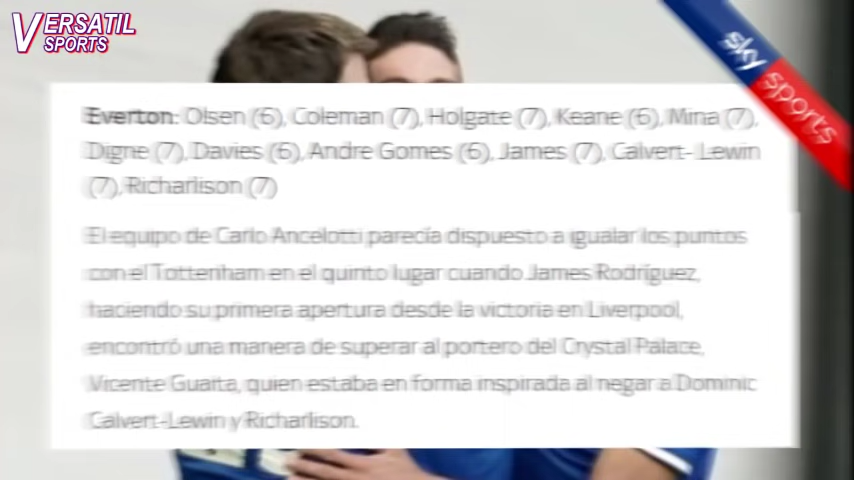 VERSATIL
SPORTS
sky sports
Everton: Olsen (6), Coleman (7), Holgate (7), Keane (6), Mina (7),
Digne (7), Davies (6), Andre Gomes (6), James (7), Calvert- Lewin
(7), Richarlison (7)
El equipo de Carlo Ancelotti parecía dispuesto a igualar los puntos
con el Tottenham en el quinto lugar cuando James Rodríguez,
haciendo su primera apertura desde la victoria en Liverpool,
encontró una manera de superar al portero del Crystal Palace,
Vicente Guaita, quien estaba en forma inspirada al negar a Dominic
Calvert-Lewin y Richarlison.